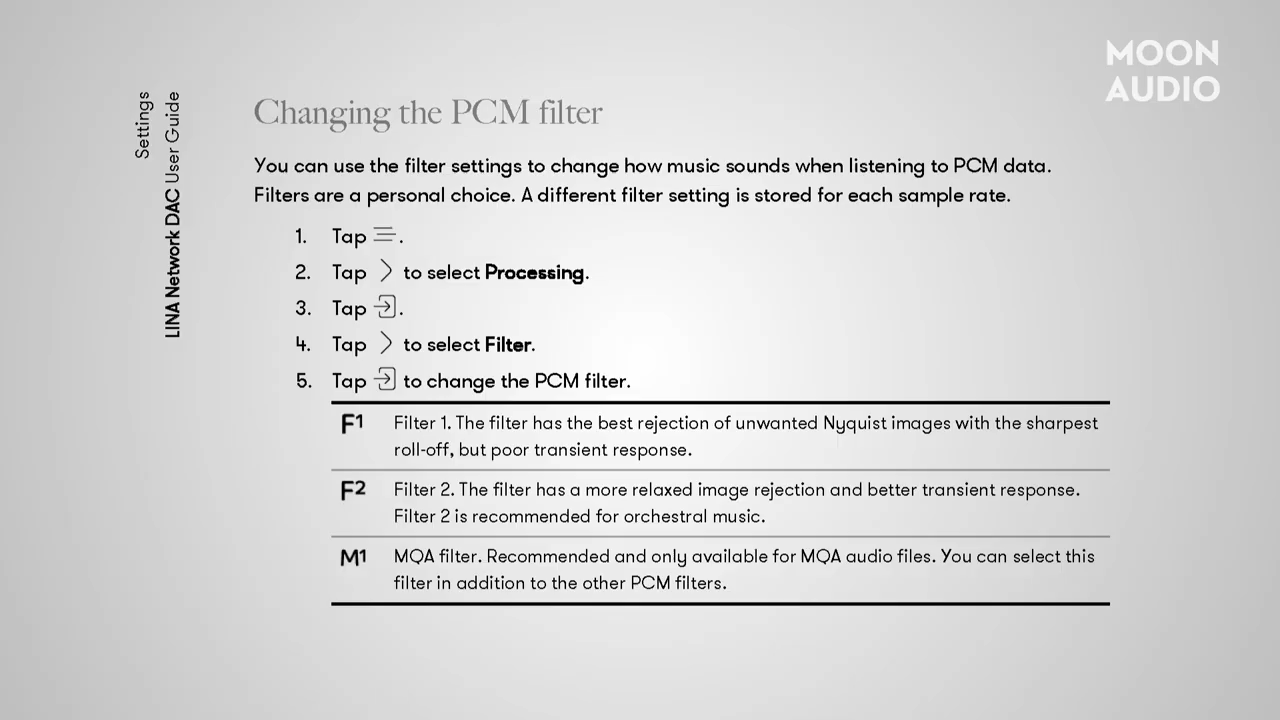 MOON
AUDIO
Settings
LINA Network DAC User Guide
Changing the PCM filter
You can use the filter settings to change how music sounds when listening to PCM data.
Filters are a personal choice. A different filter setting is stored for each sample rate.
1. Tap .
2. Tap to select Processing.
3. Tap .
4. Tap to select Filter.
5. Tap to change the PCM filter.
F1 Filter 1. The filter has the best rejection of unwanted Nyquist images with the sharpest
roll-off, but poor transient response.
F2 Filter 2. The filter has a more relaxed image rejection and better transient response.
Filter 2 is recommended for orchestral music.
M1 MQA filter. Recommended and only available for MQA audio files. You can select this
filter in addition to the other PCM filters.